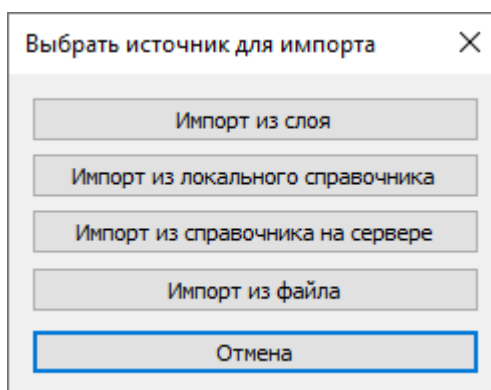 Выбрать источник для импорта
Импорт из слоя
Импорт из локального справочника
Импорт из справочника на сервере
Импорт из файла
Отмена